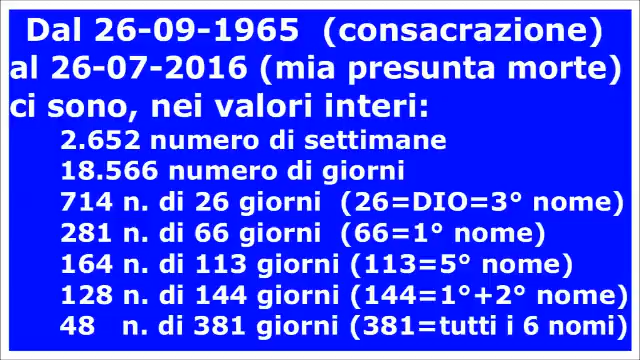 Dal 26-09-1965 (consacrazione)
al 26-07-2016 (mia presunta morte)
ci sono, nei valori interi:
2.652 numero di settimane
18.566 numero di giorni
714 n. di 26 giorni (26=DIO=3° nome)
281 n. di 66 giorni (66=1° nome)
164 n. di 113 giorni (113=5° nome)
128 n. di 144 giorni (144=1°+2° nome)
48 n. di 381 giorni (381=tutti i 6 nomi)